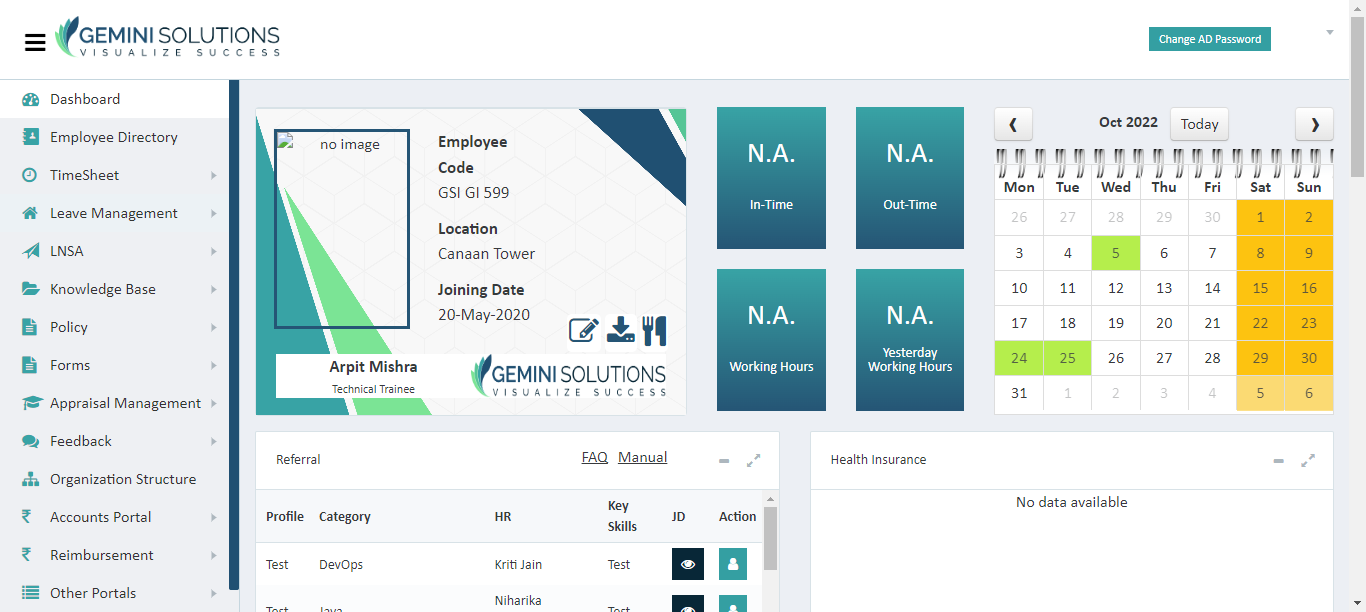 GEMINI SOLUTIONS
VISUALIZE SUCCESS
Change AD Password
Dashboard
Employee Directory
TimeSheet
Leave Management
LNSA
Knowledge Base
Policy
Forms
Appraisal Management
Feedback
Organization Structure
Accounts Portal
Reimbursement
Other Portals
no image
Employee
Code
GSI GI 599
Location
Canaan Tower
Joining Date
20-May-2020
Arpit Mishra
Technical Trainee
GEMINI SOLUTIONS
VISUALIZE SUCCESS
N.A.
In-Time
N.A.
Out-Time
N.A.
Working Hours
N.A.
Yesterday
Working Hours
Oct 2022 Today
Mon Tue Wed Thu Fri Sat Sun
26 27 28 29 30 1 2
3 4 5 6 7 8 9
10 11 12 13 14 15 16
17 18 19 20 21 22 23
24 25 26 27 28 29 30
31 1 2 3 4 5 6
Referral FAQ Manual
Profile Category HR Key Skills JD Action
Test DevOps Kriti Jain Test
Test Java Niharika Test
Health Insurance
No data available